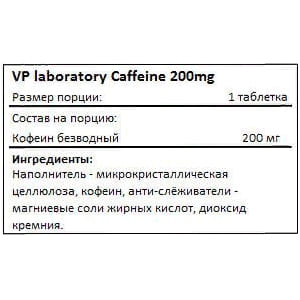 VP laboratory Caffeine 200mg
Размер порции: 1 таблетка
Состав на порцию:
Кофеин безводный 200 мг
Ингредиенты:
Наполнитель - микрокристаллическая
целлюлоза, кофеин, анти-слёживатели -
магниевые соли жирных кислот, диоксид
кремния.